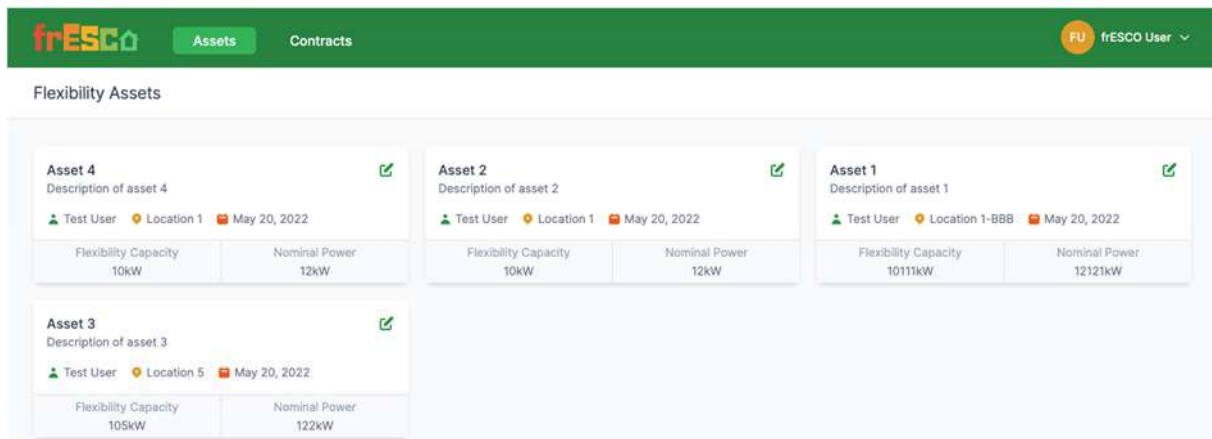 frESCO Assets Contracts FU frESCO User
Flexibility Assets
Asset 4
Description of asset 4
Test User Location 1 May 20, 2022
Flexibility Capacity Nominal Power
10kW 12kW
Asset 2
Description of asset 2
Test User Location 1 May 20, 2022
Flexibility Capacity Nominal Power
10kW 12kW
Asset 1
Description of asset 1
Test User Location 1-BBB May 20, 2022
Flexibility Capacity Nominal Power
10111kW 12121kW
Asset 3
Description of asset 3
Test User Location 5 May 20, 2022
Flexibility Capacity Nominal Power
105kW 122kW